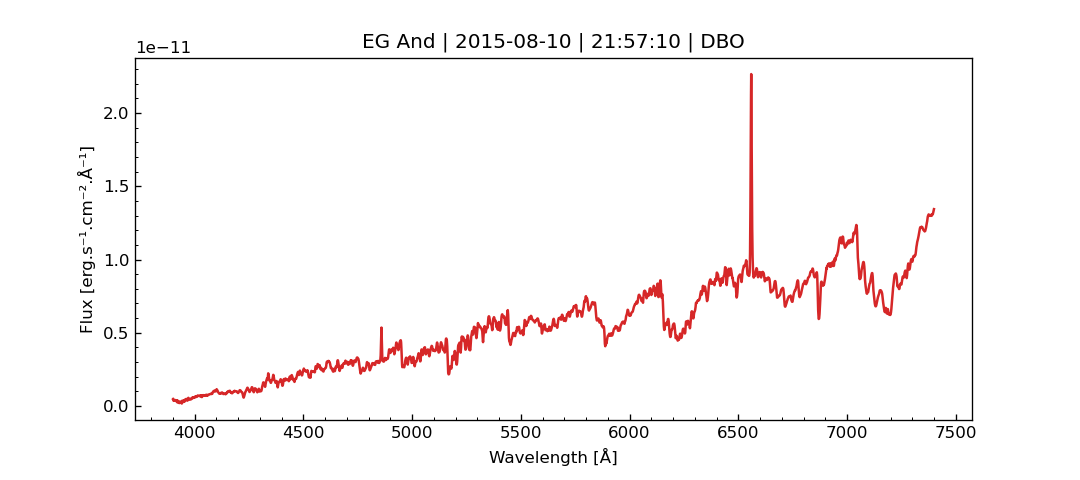 EG And | 2015-08-10 | 21:57:10 | DBO
1e−11
2.0
1.5
1.0
0.5
0.0
Flux [erg.s⁻¹.cm⁻².Å⁻¹]
4000 4500 5000 5500 6000 6500 7000 7500
Wavelength [Å]